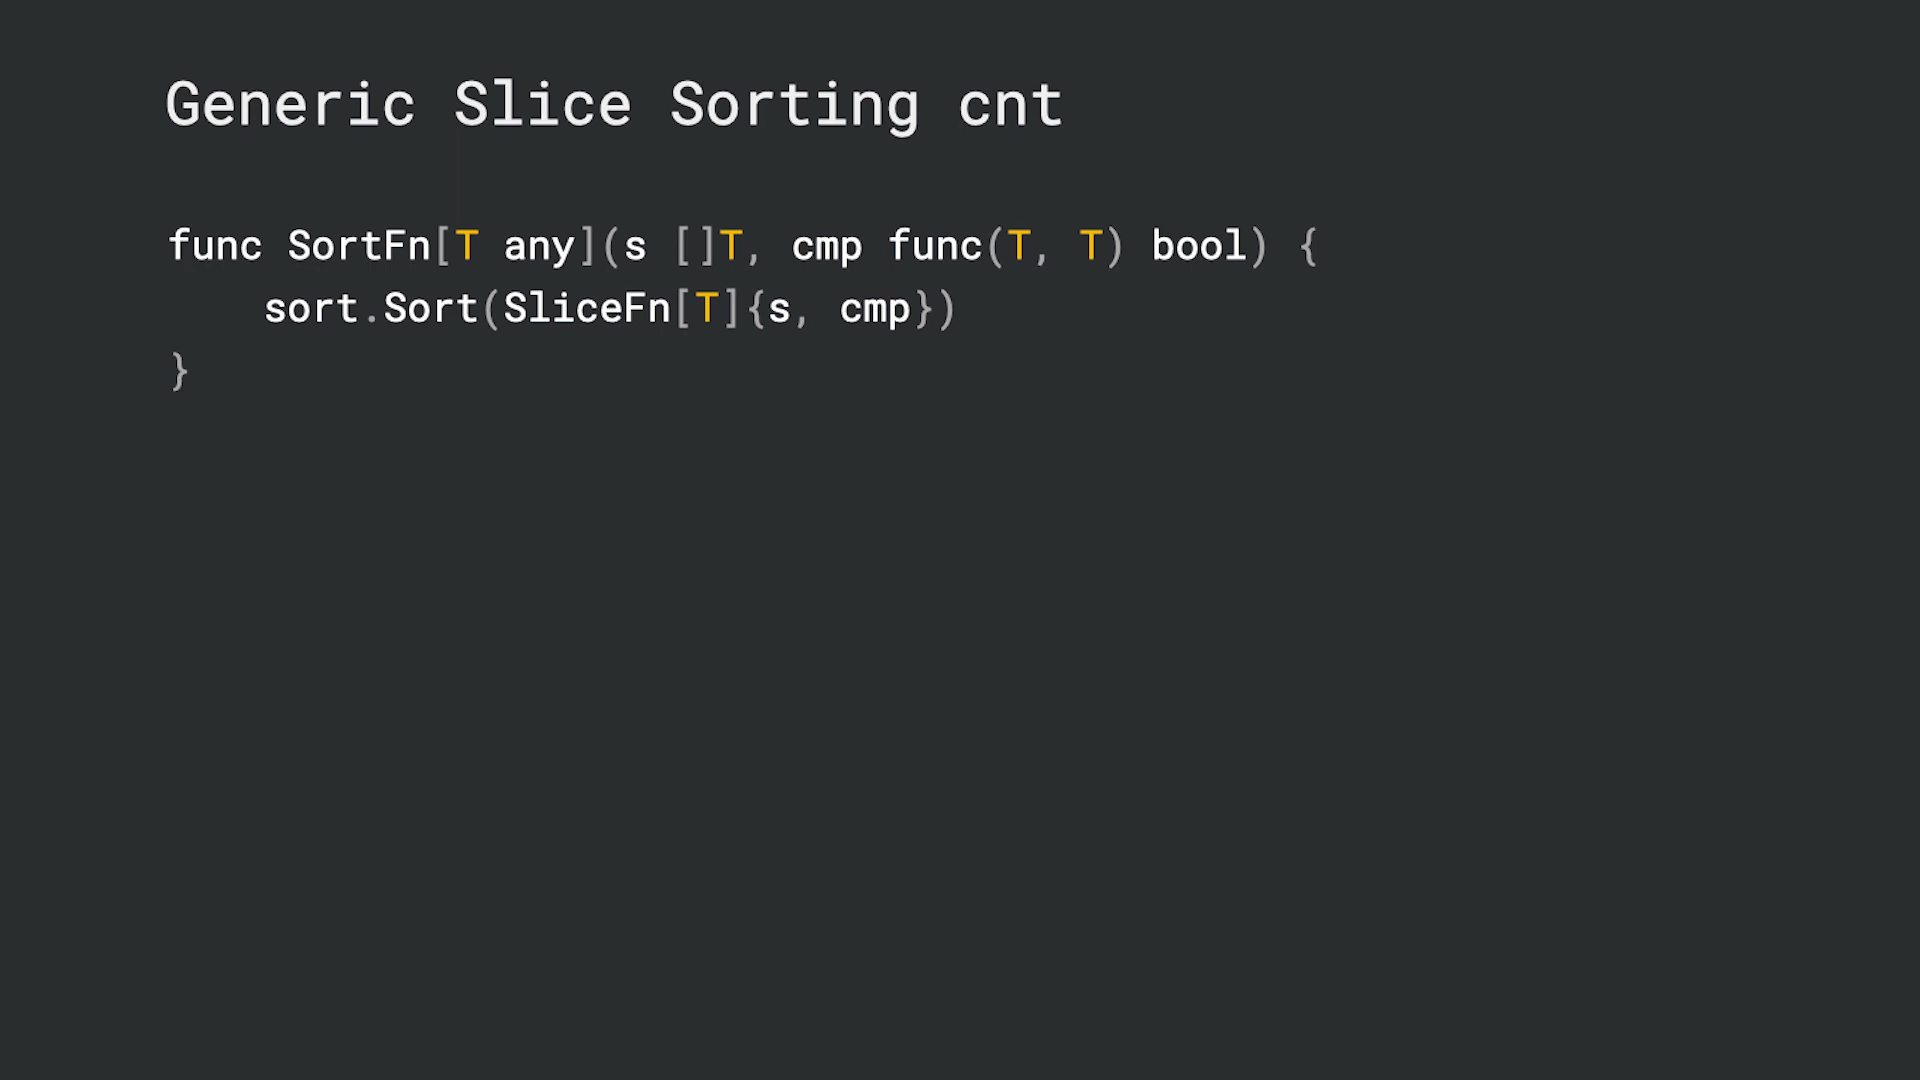 Generic Slice Sorting cnt
func SortFn[T any](s []T, cmp func(T, T) bool) {
    sort.Sort(SliceFn[T]{s, cmp})
}